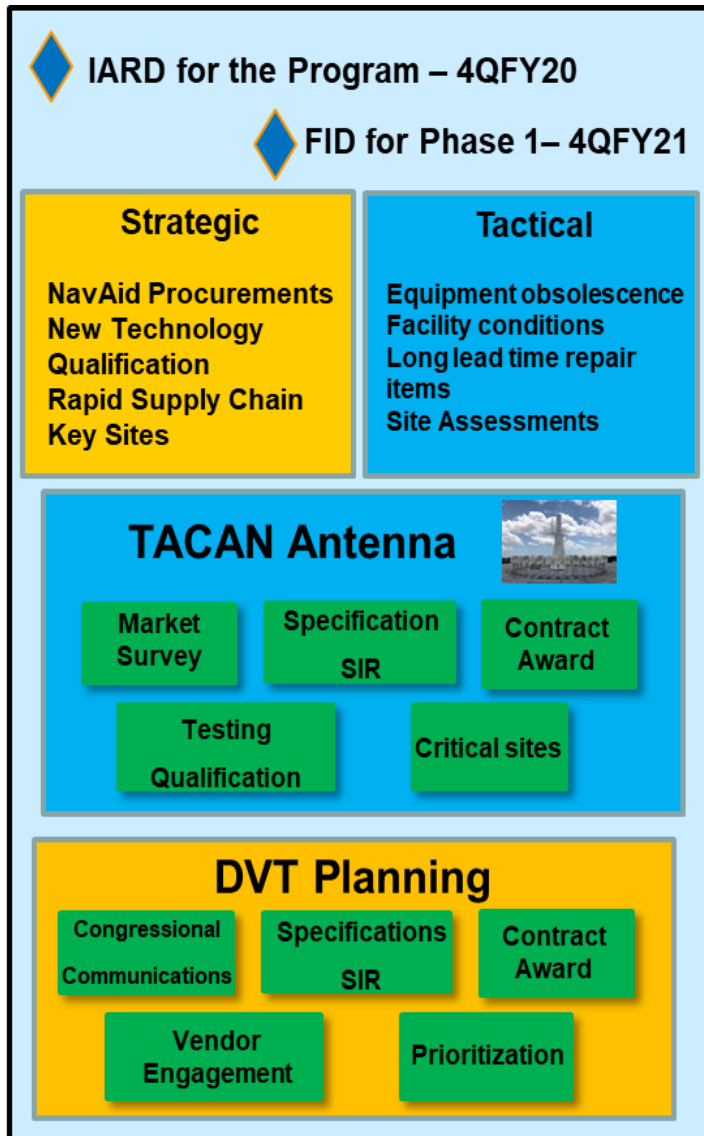 IARD for the Program – 4QFY20
FID for Phase 1– 4QFY21
Strategic
NavAid Procurements
New Technology
Qualification
Rapid Supply Chain
Key Sites
Tactical
Equipment obsolescence
Facility conditions
Long lead time repair
items
Site Assessments
TACAN Antenna
Market
Survey
Specification
SIR
Contract
Award
Testing
Qualification
Critical sites
DVT Planning
Congressional
Communications
Specifications
SIR
Contract
Award
Vendor
Engagement
Prioritization